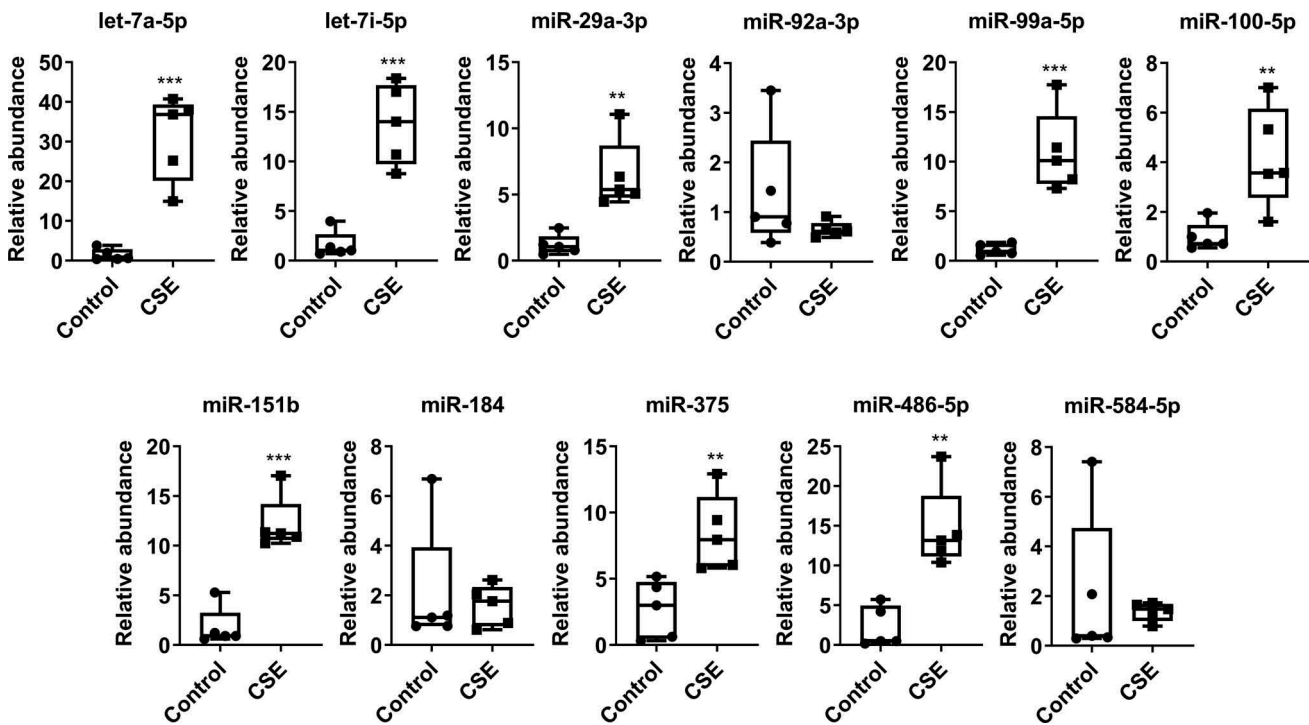 let-7a-5p let-7i-5p miR-29a-3p miR-92a-3p miR-99a-5p miR-100-5p
*** *** ** *** **
Relative abundance Relative abundance Relative abundance Relative abundance Relative abundance Relative abundance
50 40 30 20 10 0
20 15 10 5 0
15 10 5 0
4 3 2 1 0
20 15 10 5 0
8 6 4 2 0
Control CSE Control CSE Control CSE Control CSE Control CSE Control CSE
miR-151b miR-184 miR-375 miR-486-5p miR-584-5p
*** ** **
Relative abundance Relative abundance Relative abundance Relative abundance Relative abundance
20 15 10 5 0
8 6 4 2 0
15 10 5 0
25 20 15 10 5 0
8 6 4 2 0
Control CSE Control CSE Control CSE Control CSE Control CSE